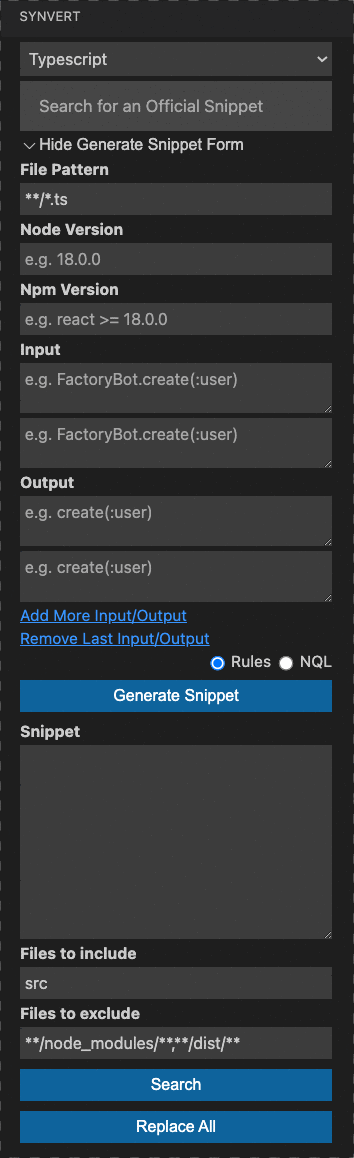 SYNVERT
Typescript
Search for an Official Snippet
Hide Generate Snippet Form
File Pattern
**/*.ts
Node Version
e.g. 18.0.0
Npm Version
e.g. react >= 18.0.0
Input
e.g. FactoryBot.create(:user)
e.g. FactoryBot.create(:user)
Output
e.g. create(:user)
e.g. create(:user)
Add More Input/Output
Remove Last Input/Output
Rules NQL
Generate Snippet
Snippet
Files to include
src
Files to exclude
**/node_modules/**,**/dist/**
Search
Replace All